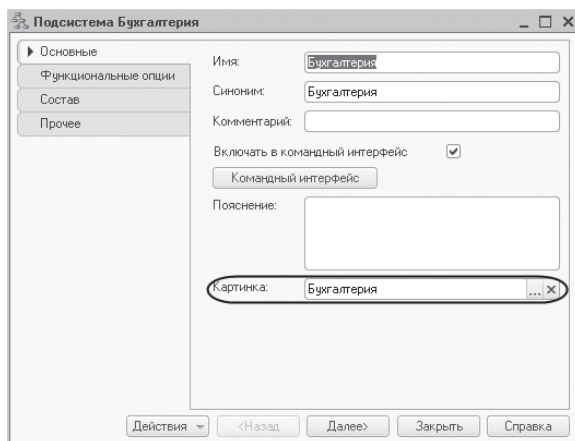 Подсистема Бухгалтерия
Основные
Функциональные опции
Состав
Прочее
Имя: Бухгалтерия
Синоним: Бухгалтерия
Комментарий:
Включать в командный интерфейс
Командный интерфейс
Пояснение:
Картинка: Бухгалтерия ...
Действия <Назад Далее> Закрыть Справка